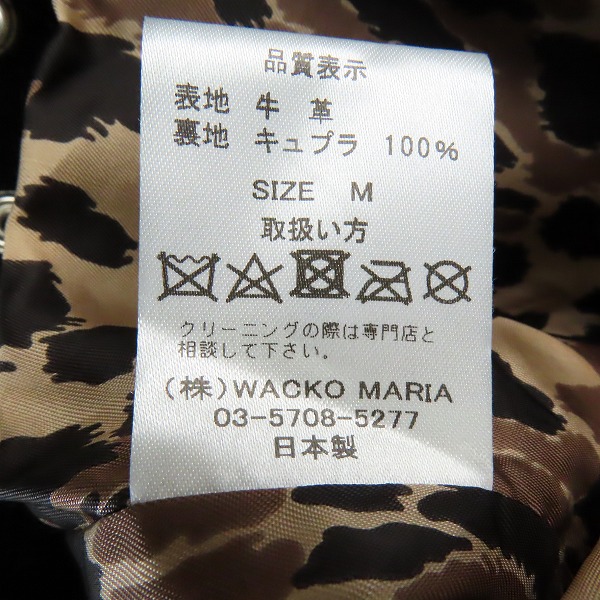 品質表示
表地 牛 革
裏地 キュプラ 100%
SIZE M
取扱い方
クリーニングの際は専門店と
相談して下さい。
(株)WACKO MARIA
03-5708-5277
日本製